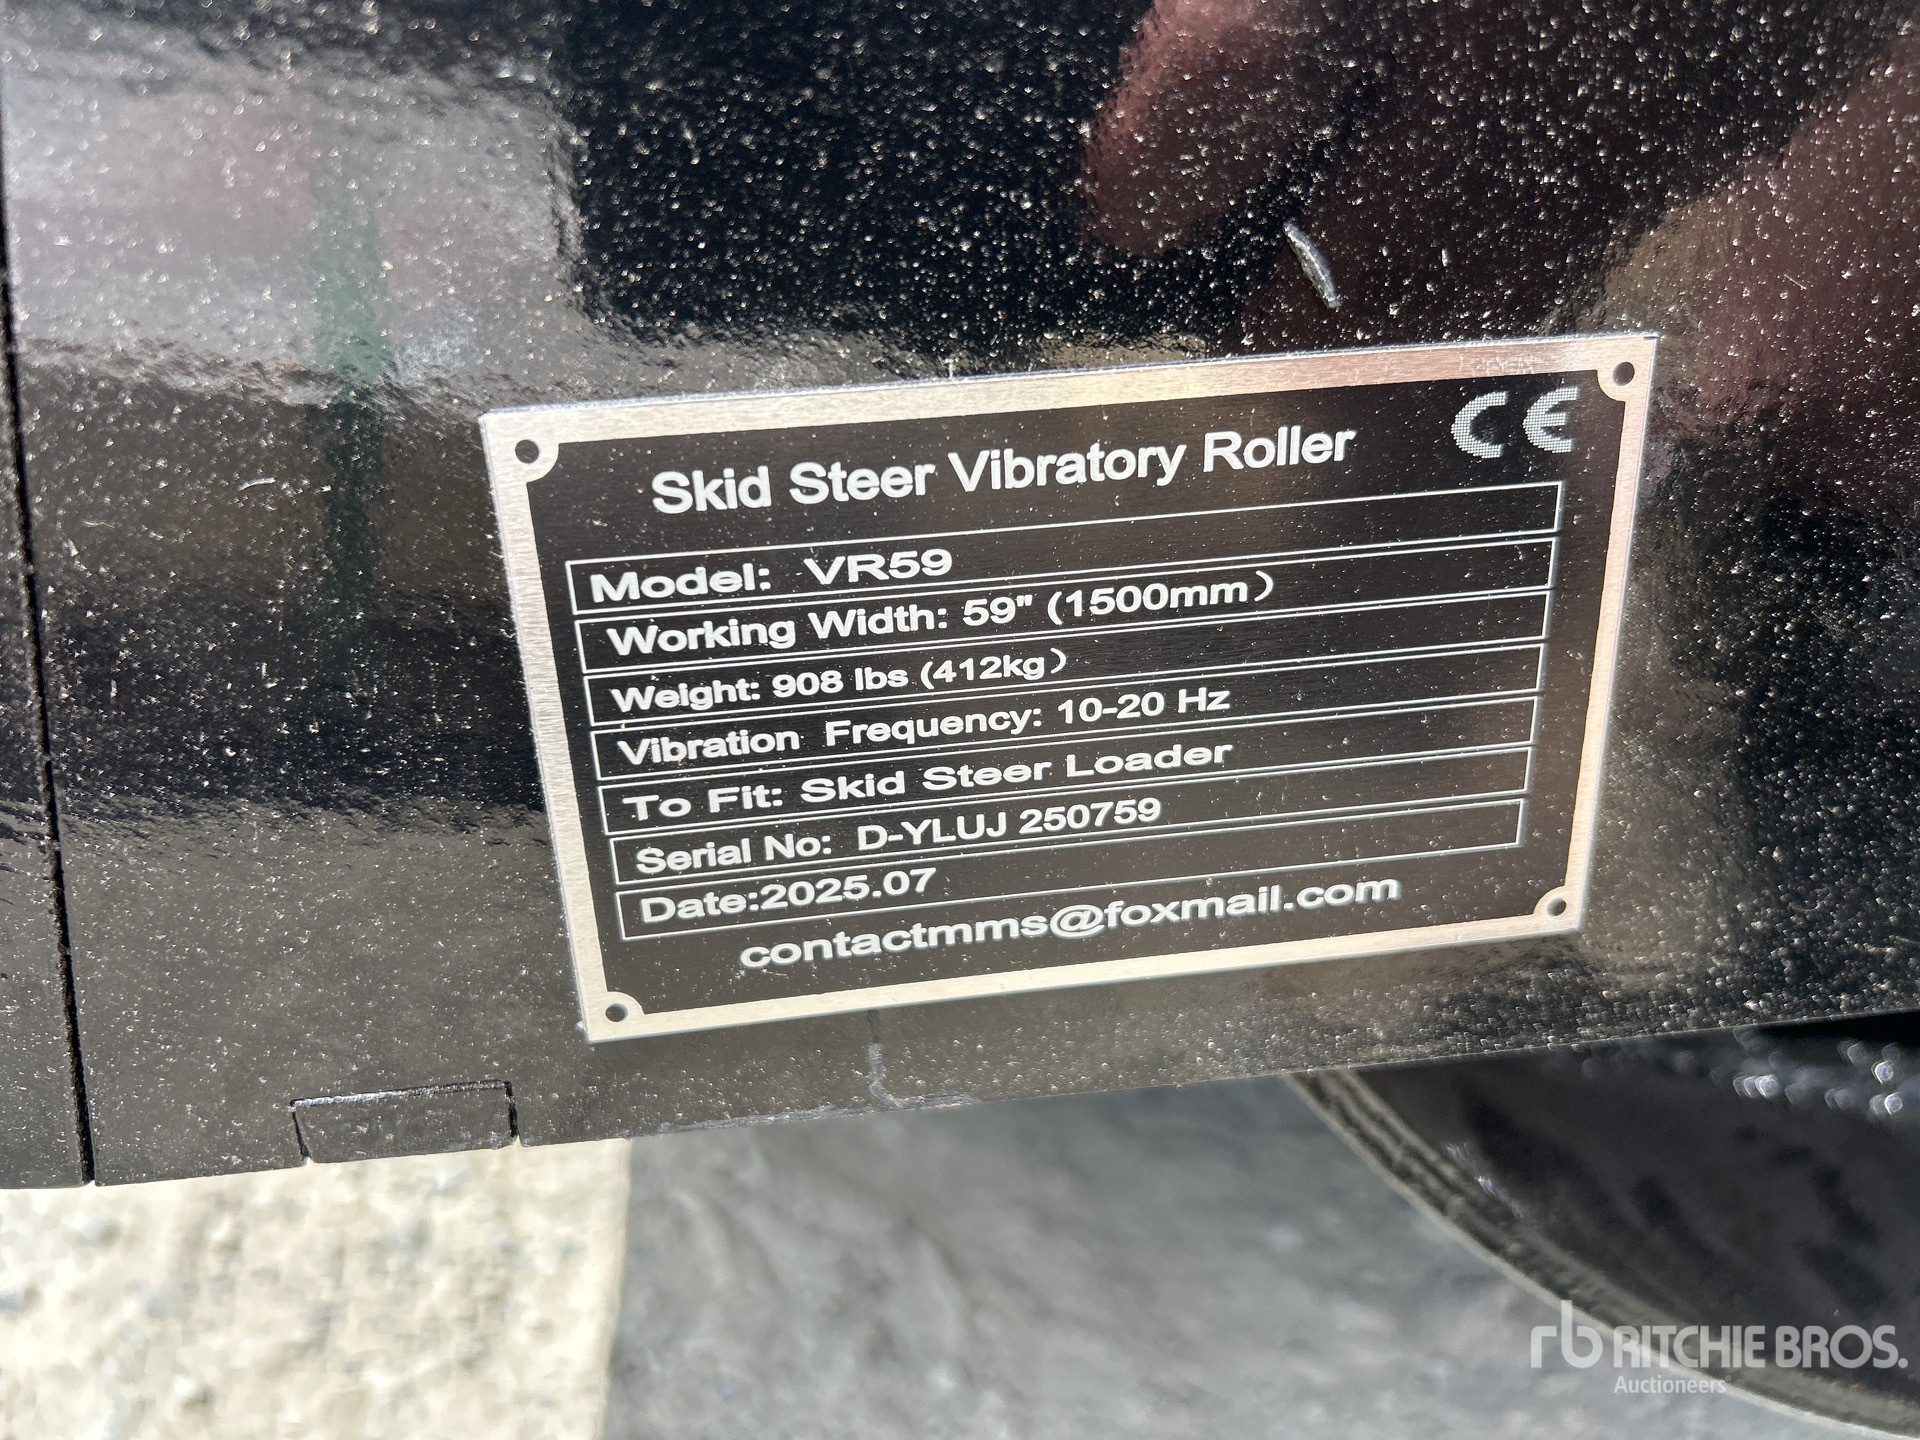 CE
Skid Steer Vibratory Roller
Model: VR59
Working Width: 59" (1500mm)
Weight: 908 lbs (412kg)
Vibration Frequency: 10-20 Hz
To Fit: Skid Steer Loader
Serial No: D-YLUJ 250759
Date:2025.07
contactmms@foxmail.com
rb RITCHIE BROS.
Auctioneers